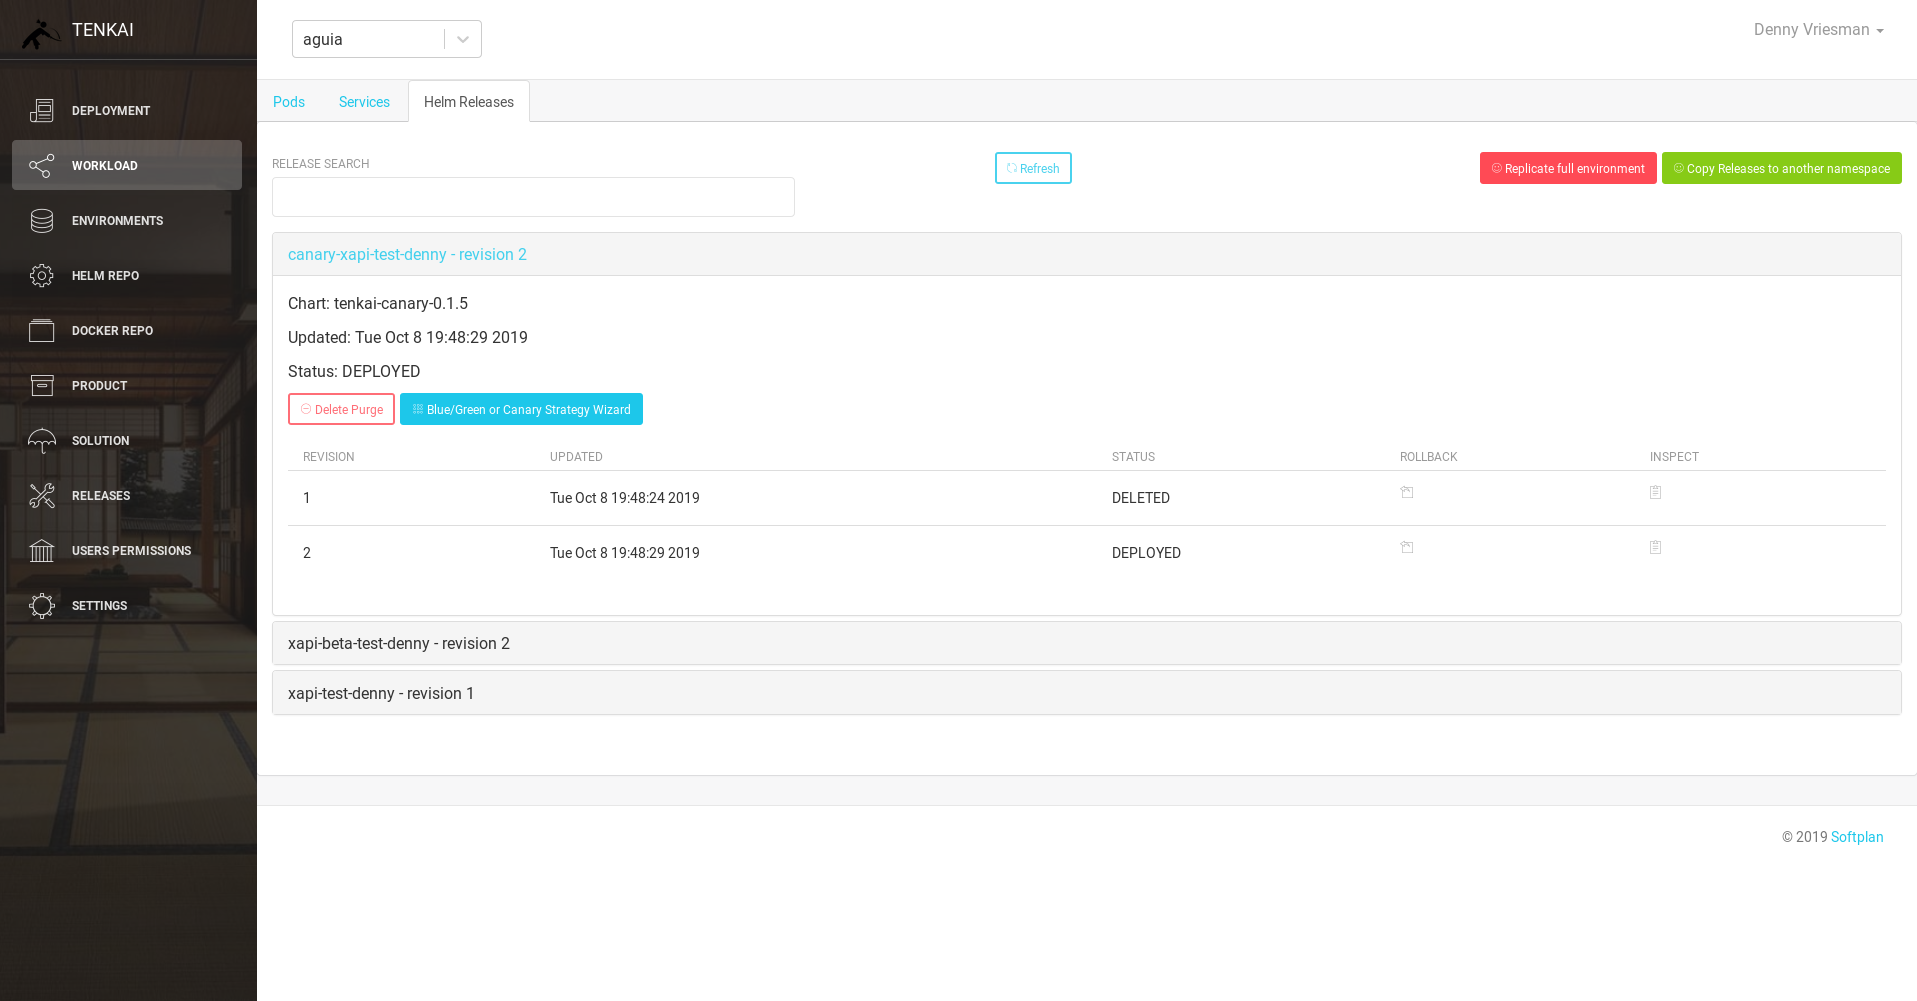 TENKAI
DEPLOYMENT
WORKLOAD
ENVIRONMENTS
HELM REPO
DOCKER REPO
PRODUCT
SOLUTION
RELEASES
USERS PERMISSIONS
SETTINGS
aguia
Denny Vriesman
Pods Services Helm Releases
RELEASE SEARCH
Refresh
Replicate full environment
Copy Releases to another namespace
canary-xapi-test-denny - revision 2
Chart: tenkai-canary-0.1.5
Updated: Tue Oct 8 19:48:29 2019
Status: DEPLOYED
Delete Purge
Blue/Green or Canary Strategy Wizard
REVISION UPDATED STATUS ROLLBACK INSPECT
1 Tue Oct 8 19:48:24 2019 DELETED
2 Tue Oct 8 19:48:29 2019 DEPLOYED
xapi-beta-test-denny - revision 2
xapi-test-denny - revision 1
© 2019 Softplan